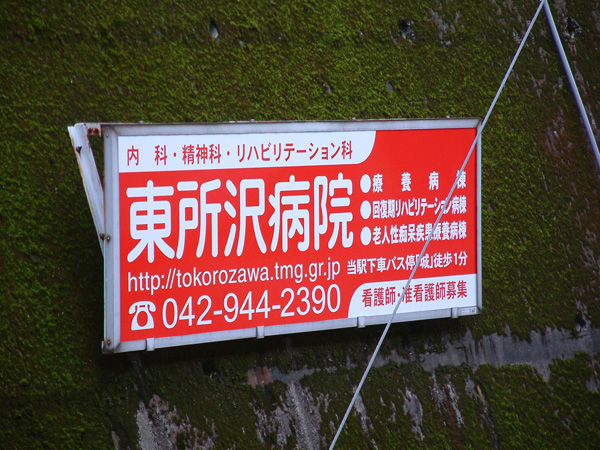 内科・精神科・リハビリテーション科
東所沢病院
●療養病棟
●回復期リハビリテーション病棟
●老人性痴呆疾患療養病棟
http://tokorozawa.tmg.gr.jp
当駅下車バス停「城」徒歩1分
☎042-944-2390
看護師・准看護師募集